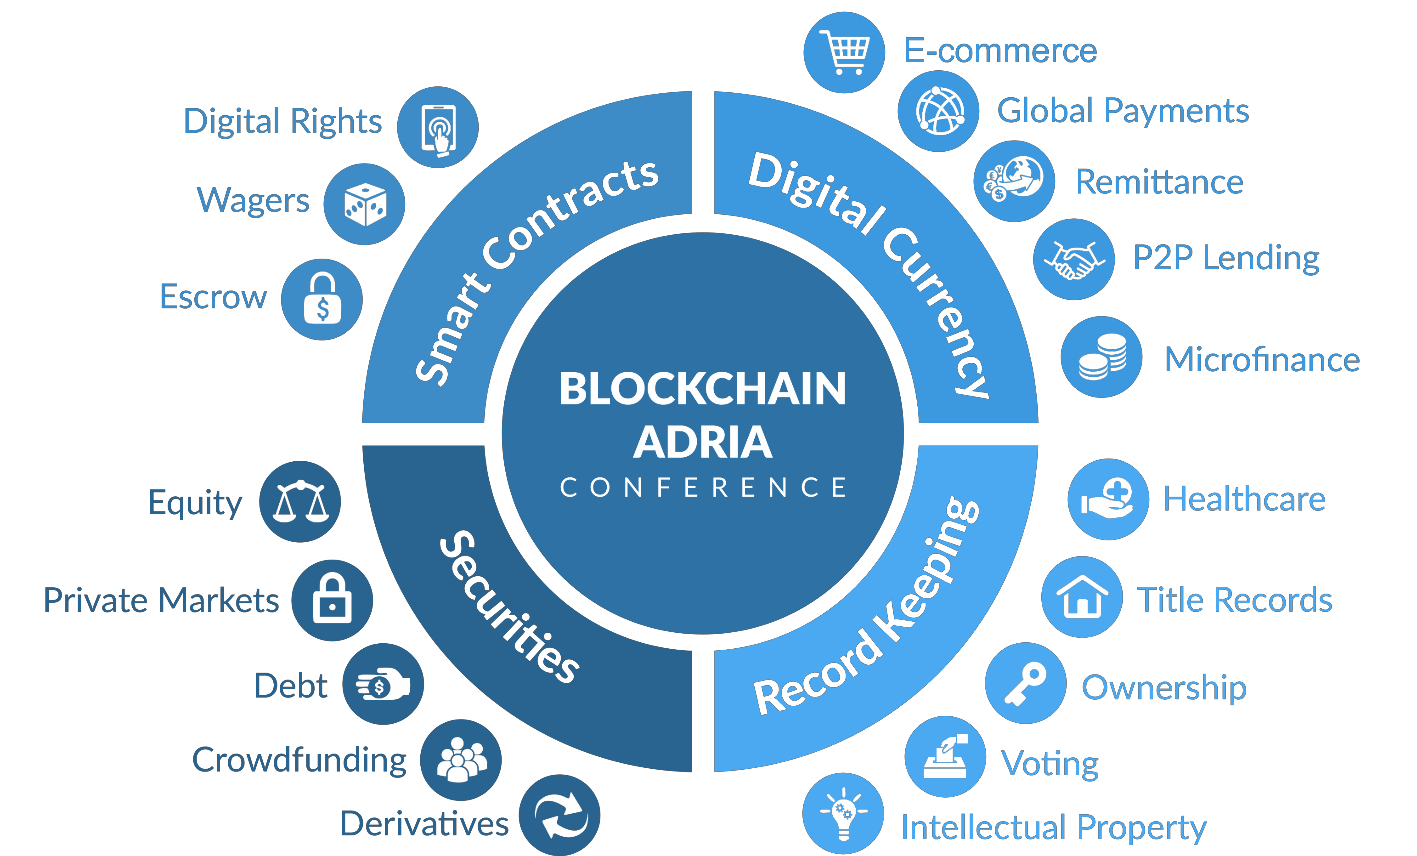 E-commerce
Global Payments
Remittance
P2P Lending
Microfinance
Digital Rights
Wagers
Escrow
Smart Contracts
Digital Currency
BLOCKCHAIN
ADRIA
CONFERENCE
Securities
Record Keeping
Equity
Private Markets
Debt
Crowdfunding
Derivatives
Healthcare
Title Records
Ownership
Voting
Intellectual Property